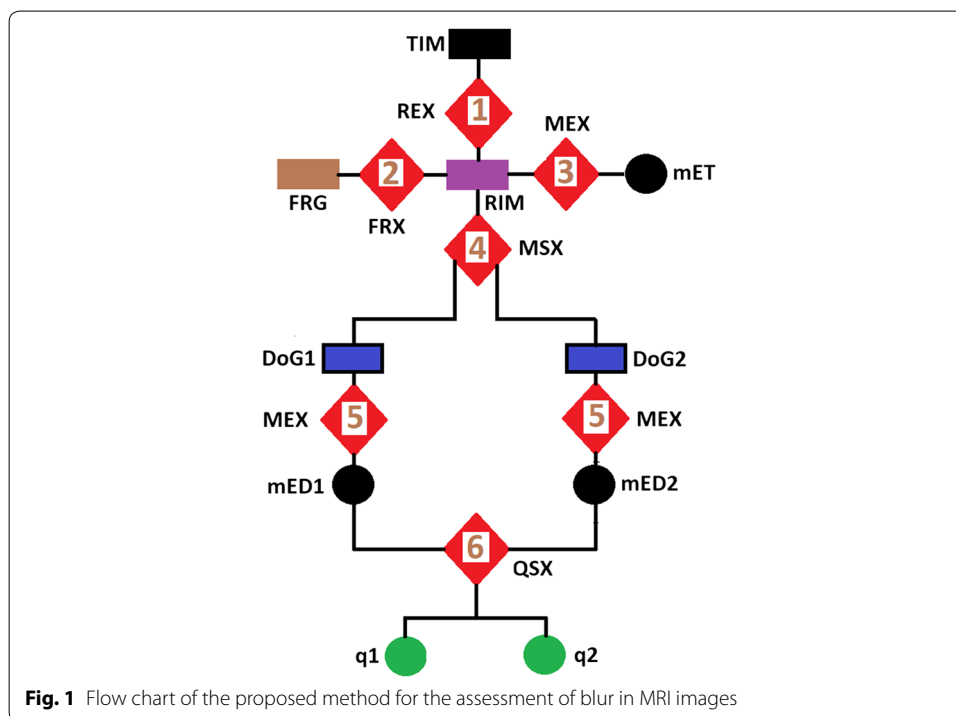 TIM
REX 1
MEX
2 3 mET
FRG RIM
FRX
4 MSX
DoG1 DoG2
MEX 5 5 MEX
mED1 mED2
6
QSX
q1 q2
Fig. 1 Flow chart of the proposed method for the assessment of blur in MRI images